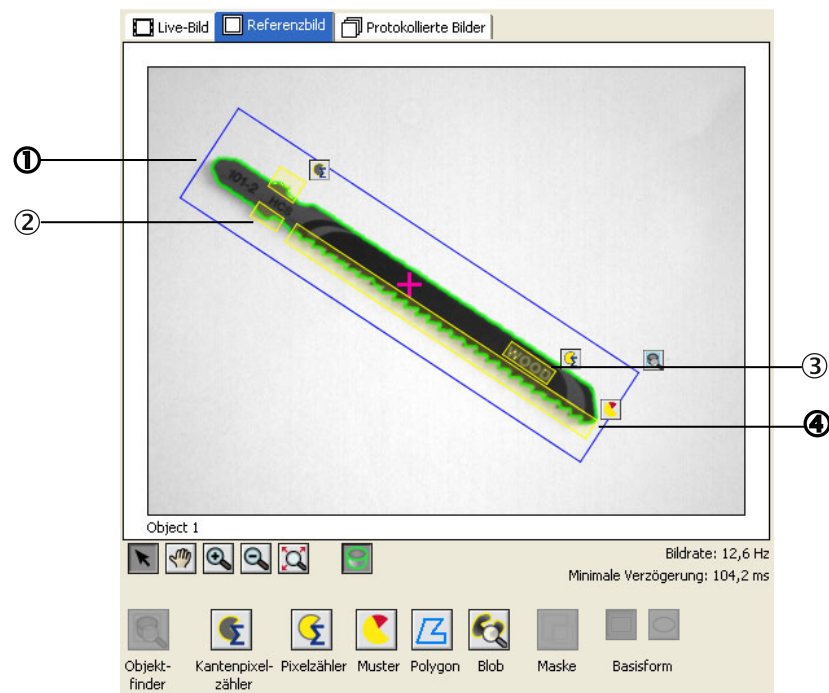 Live-Bild Referenzbild Protokollierte Bilder
①
②
101-2 HCS
WOOD
③
④
Object 1
Bildrate: 12,6 Hz
Minimale Verzögerung: 104,2 ms
Objekt-
finder
Kantenpixel-
zähler
Pixelzähler
Muster
Polygon
Blob
Maske
Basisform